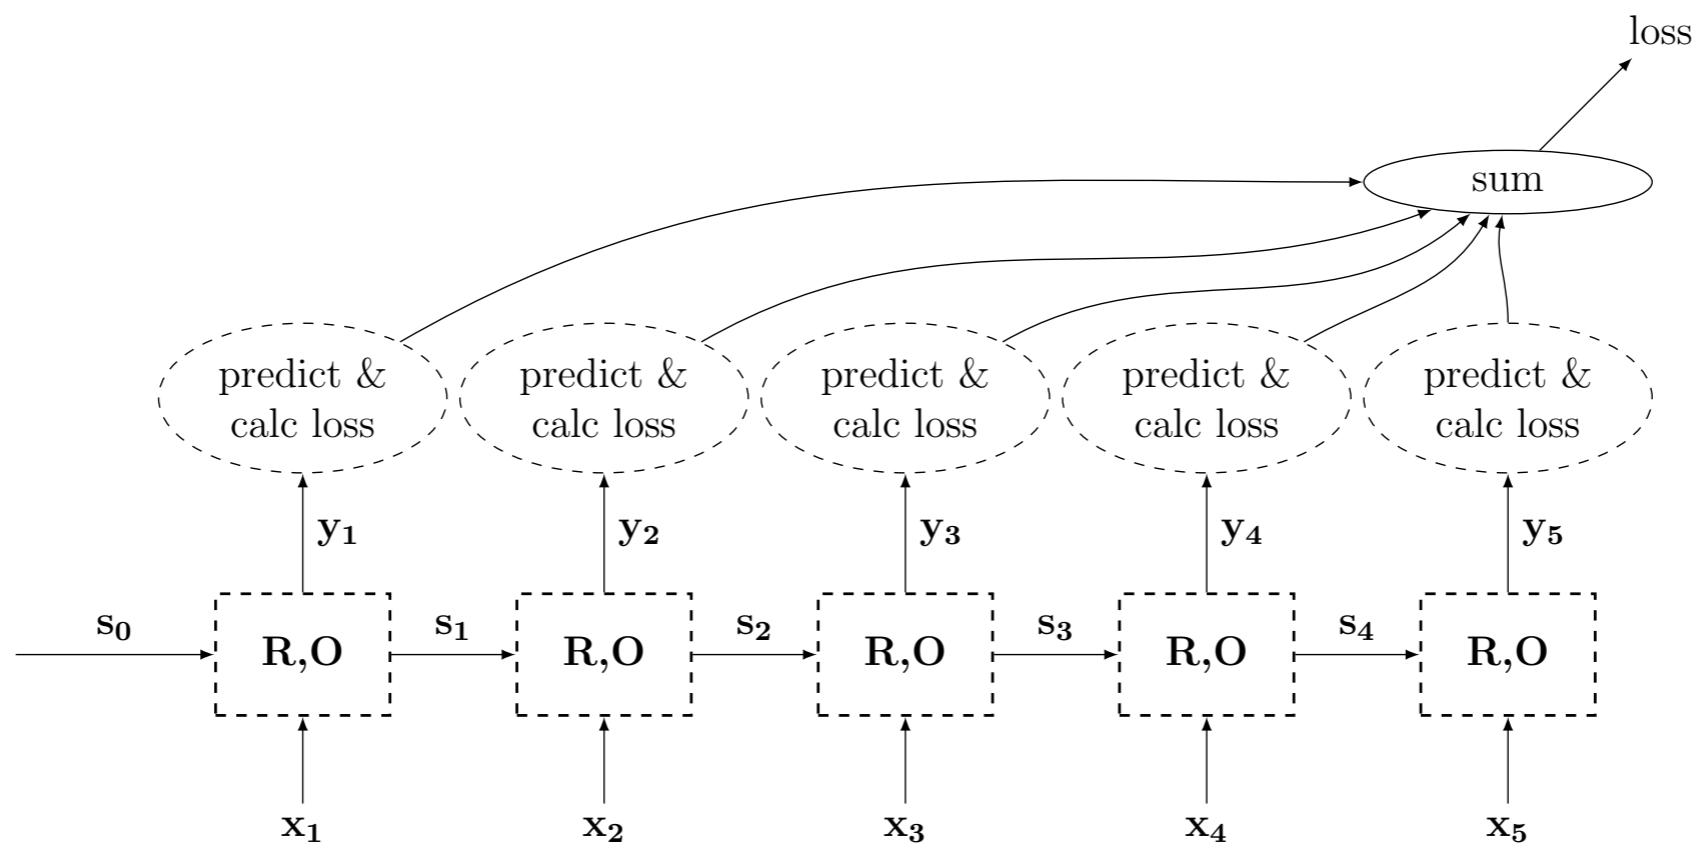 loss
sum
predict & predict & predict & predict & predict &
calc loss calc loss calc loss calc loss calc loss
y1 y2 y3 y4 y5
s0 s1 s2 s3 s4
R,O R,O R,O R,O R,O
x1 x2 x3 x4 x5